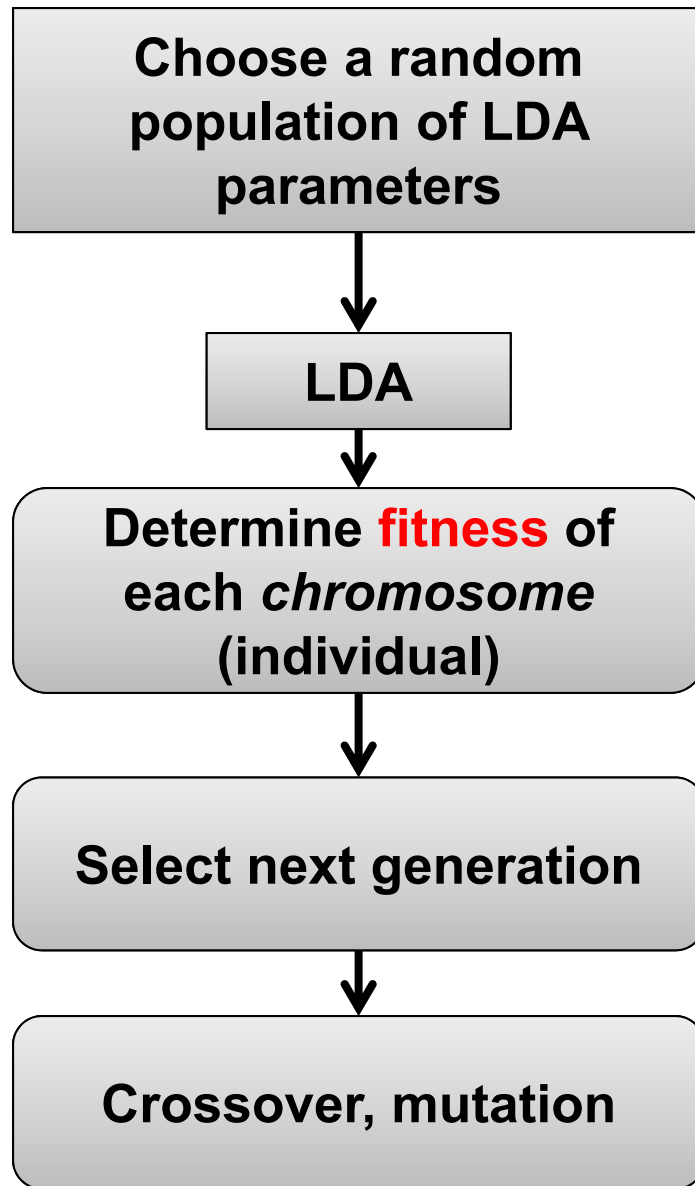 Choose a random
population of LDA
parameters
LDA
Determine fitness of
each chromosome
(individual)
Select next generation
Crossover, mutation